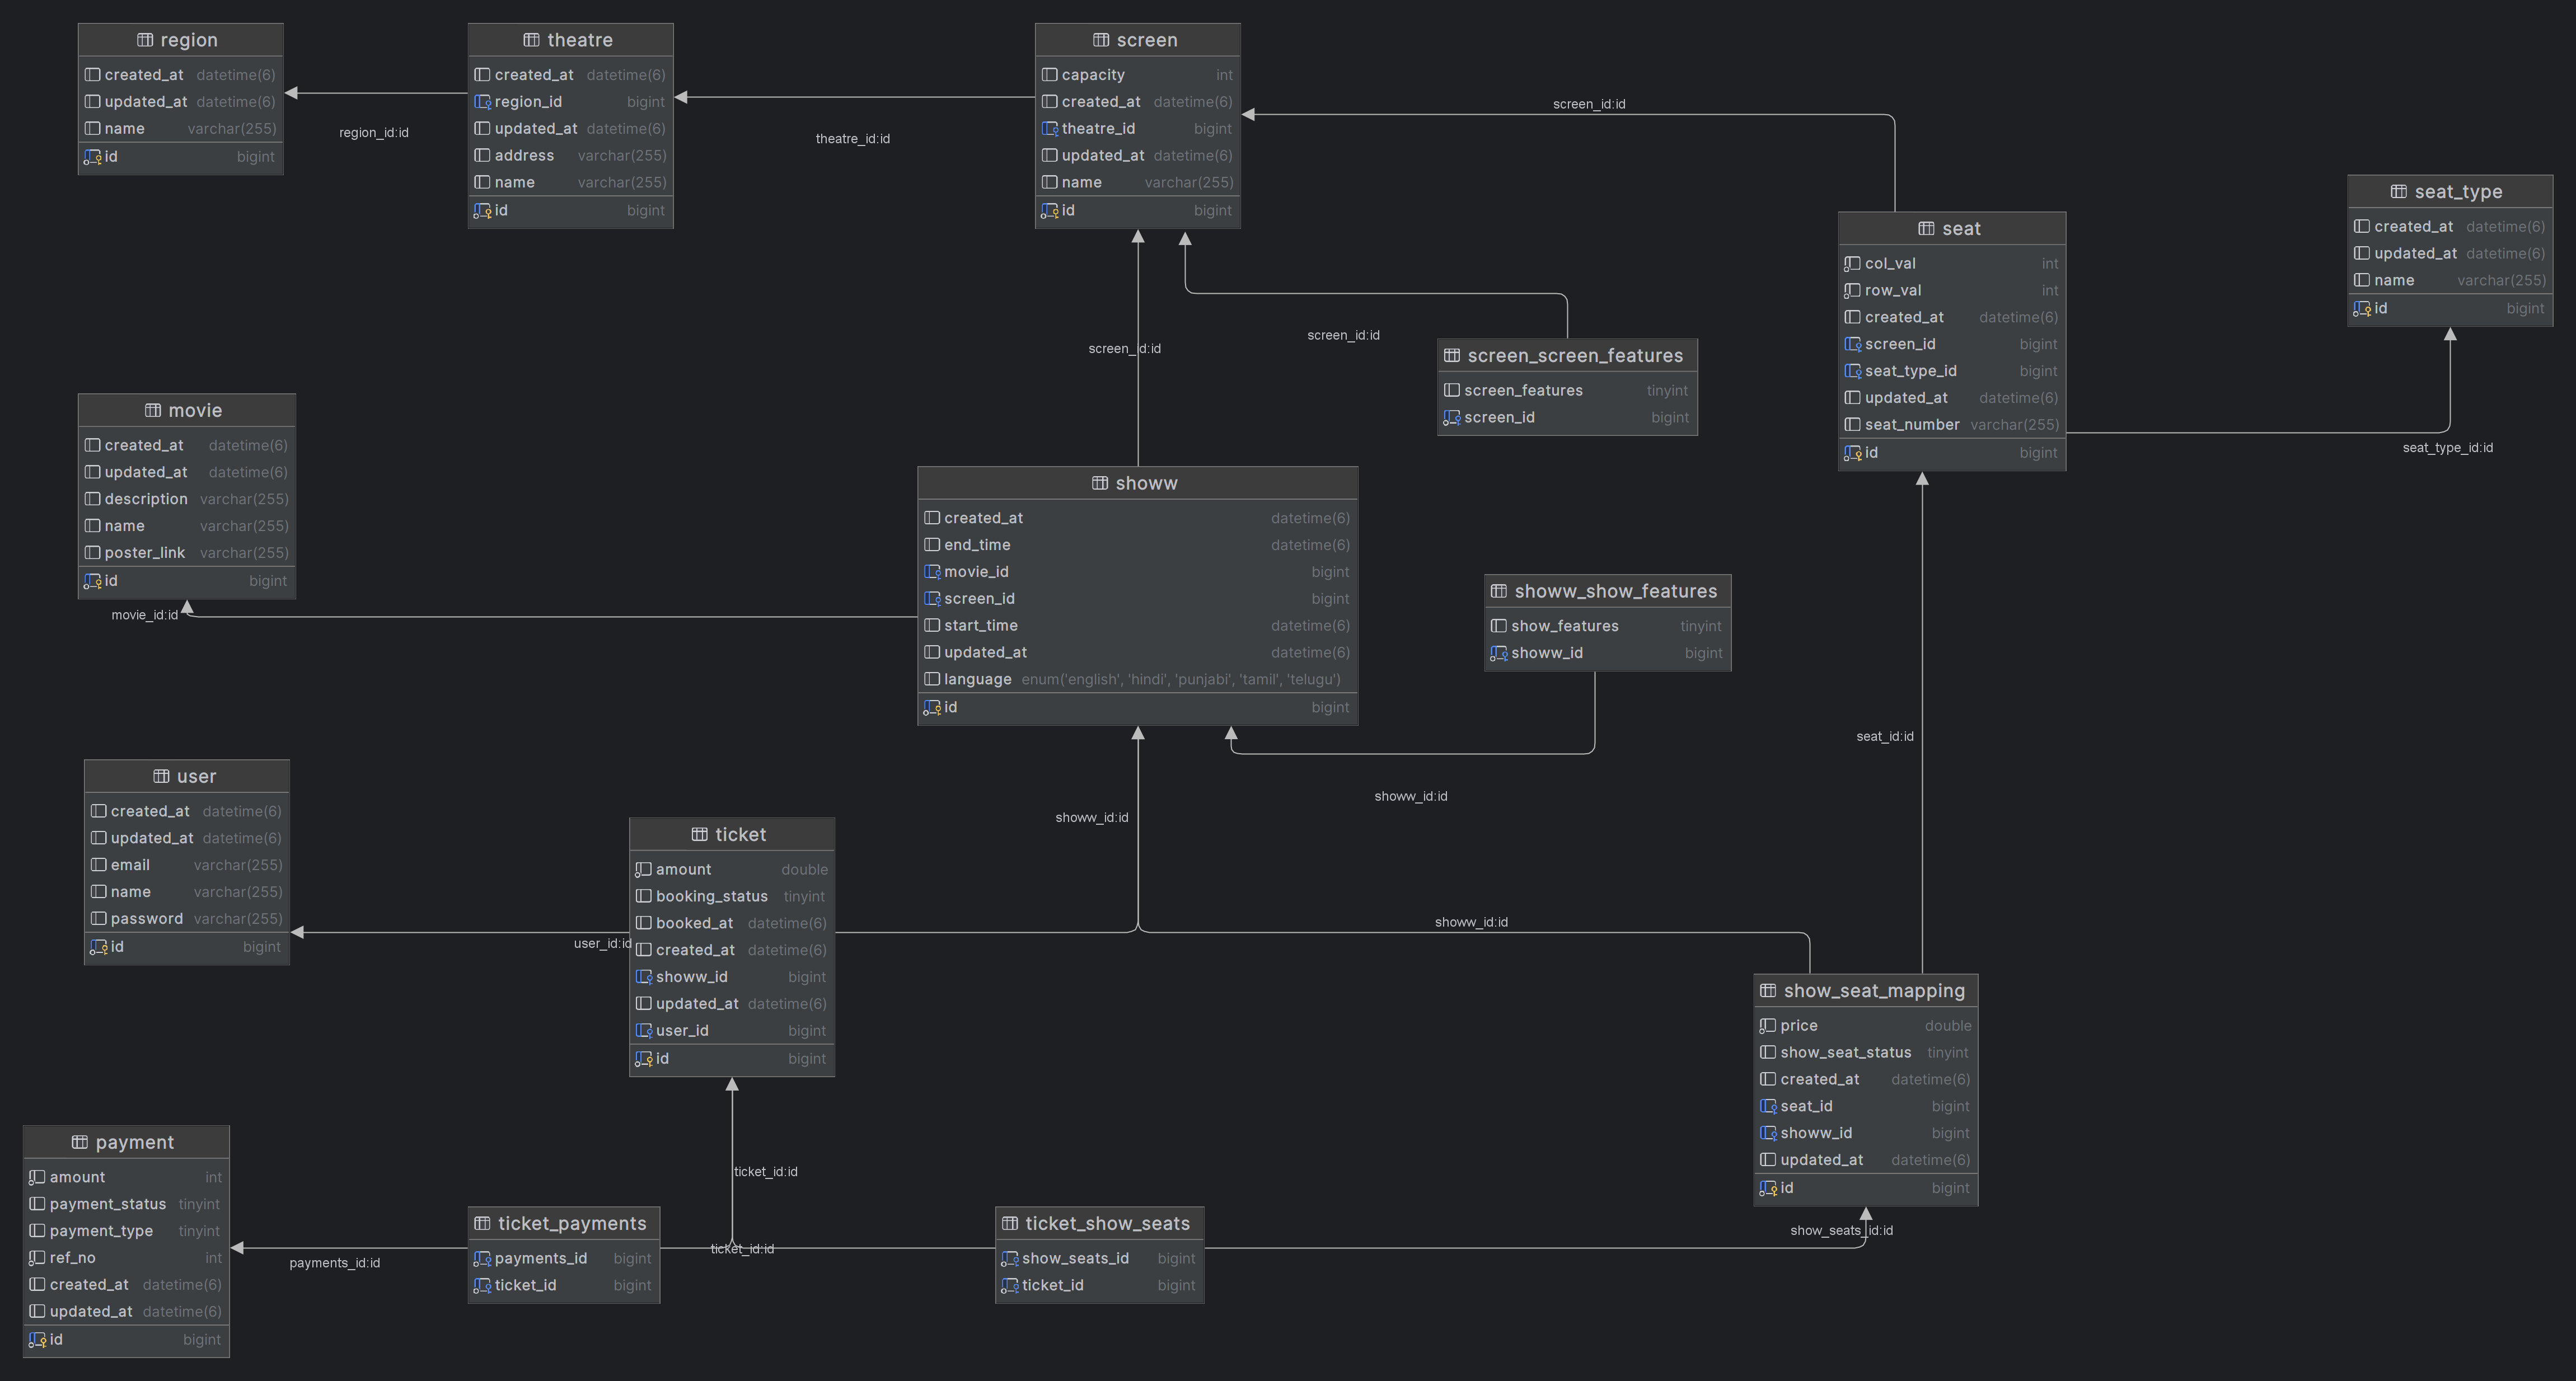 region
created_at datetime(6)
updated_at datetime(6)
name varchar(255)
id bigint
region_id:id
theatre
created_at datetime(6)
region_id bigint
updated_at datetime(6)
address varchar(255)
name varchar(255)
id bigint
theatre_id:id
screen
capacity int
created_at datetime(6)
theatre_id bigint
updated_at datetime(6)
name varchar(255)
id bigint
screen_id:id
seat_type
created_at datetime(6)
updated_at datetime(6)
name varchar(255)
id bigint
seat
col_val int
row_val int
created_at datetime(6)
screen_id bigint
seat_type_id bigint
updated_at datetime(6)
seat_number varchar(255)
id bigint
seat_type_id:id
screen_id:id
screen_id:id
screen_screen_features
screen_features tinyint
screen_id bigint
movie
created_at datetime(6)
updated_at datetime(6)
description varchar(255)
name varchar(255)
poster_link varchar(255)
id bigint
movie_id:id
showw
created_at datetime(6)
end_time datetime(6)
movie_id bigint
screen_id bigint
start_time datetime(6)
updated_at datetime(6)
language enum('english', 'hindi', 'punjabi', 'tamil', 'telugu')
id bigint
showw_show_features
show_features tinyint
showw_id bigint
seat_id:id
showw_id:id
showw_id:id
user
created_at datetime(6)
updated_at datetime(6)
email varchar(255)
name varchar(255)
password varchar(255)
id bigint
user_id:id
ticket
amount double
booking_status tinyint
booked_at datetime(6)
created_at datetime(6)
showw_id bigint
updated_at datetime(6)
user_id bigint
id bigint
showw_id:id
show_seat_mapping
price double
show_seat_status tinyint
created_at datetime(6)
seat_id bigint
showw_id bigint
updated_at datetime(6)
id bigint
show_seats_id:id
payment
amount int
payment_status tinyint
payment_type tinyint
ref_no int
created_at datetime(6)
updated_at datetime(6)
id bigint
payments_id:id
ticket_id:id
ticket_payments
payments_id bigint
ticket_id bigint
ticket_id:id
ticket_show_seats
show_seats_id bigint
ticket_id bigint